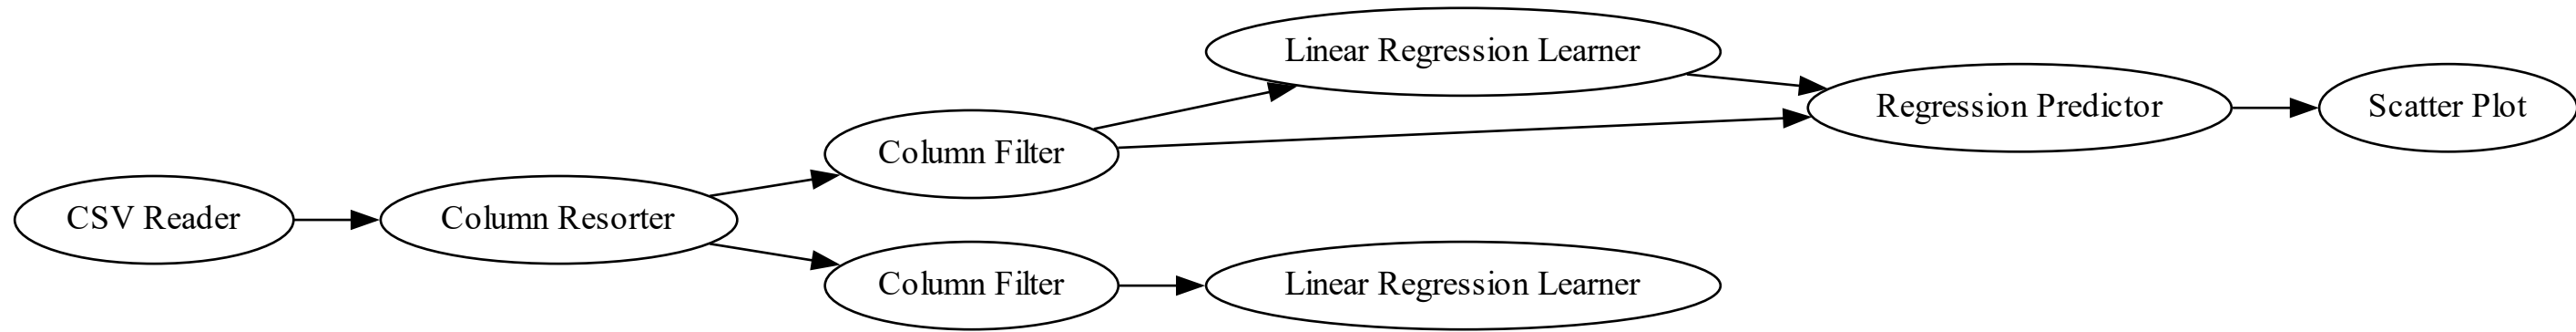 Linear Regression Learner
Regression Predictor
Scatter Plot
Column Filter
CSV Reader
Column Resorter
Column Filter
Linear Regression Learner